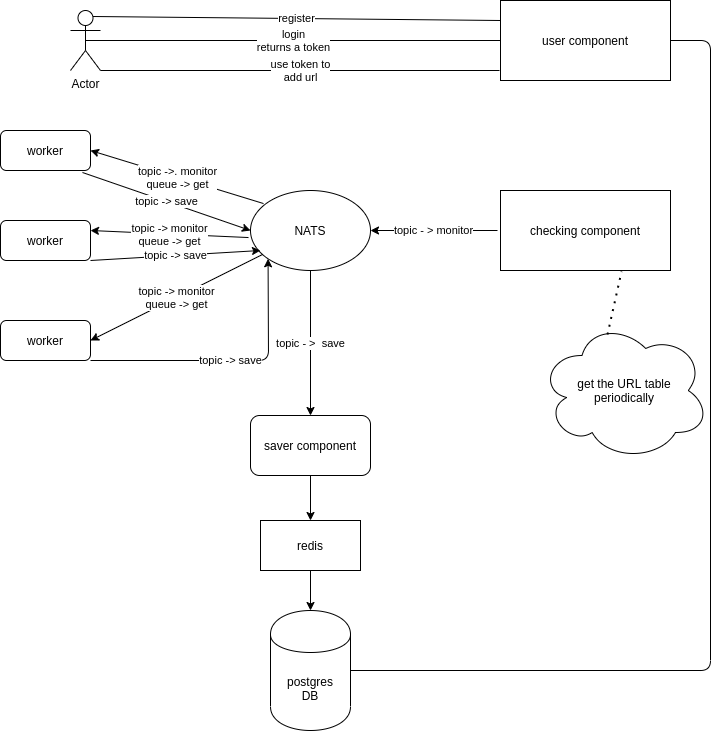 register
login
returns a token
use token to
add url
user component
Actor
worker
topic ->. monitor
queue -> get
topic -> save
worker
topic -> monitor
queue -> get
topic -> save
NATS
topic - > monitor
checking component
topic -> monitor
queue -> get
worker
topic -> save
topic - >  save
get the URL table
periodically
saver component
redis
postgres
DB